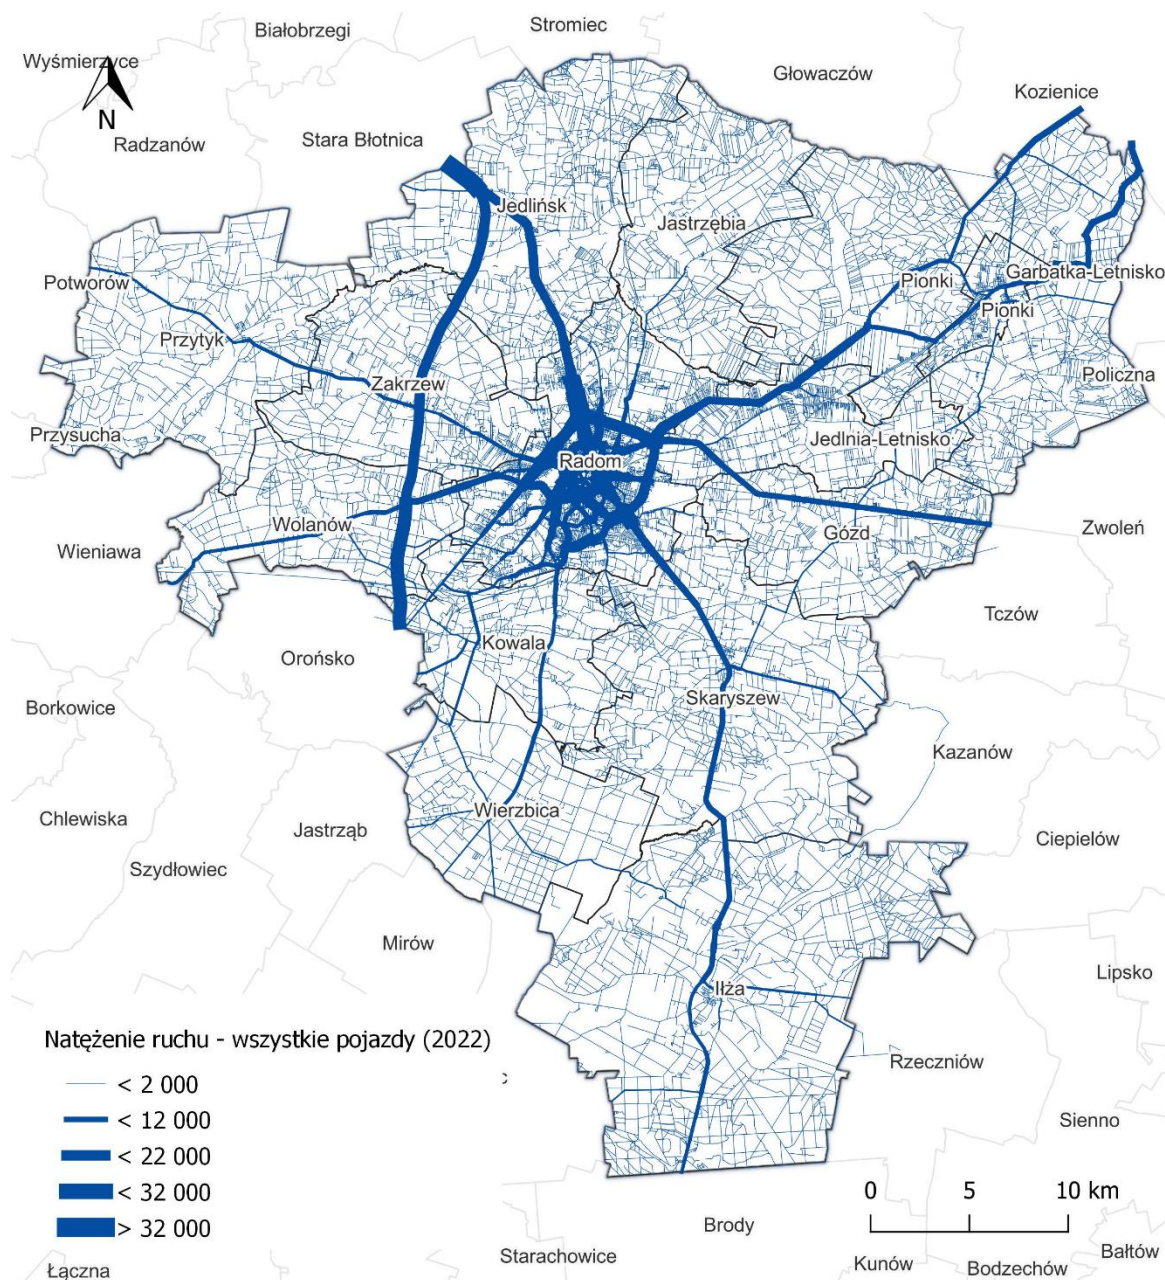 Stromiec
Białobrzegi
Wyśmierzyce
Głowaczów
Kozienice
N
Stara Błotnica
Radzanów
Jedlińsk
Jastrzębia
Garbatka-Letnisko
Pionki
Potworów
Pionki
Przytyk
Policzna
Zakrzew
Przysucha
Jedlnia-Letnisko
Radom
Wolanów
Zwoleń
Gózd
Wieniawa
Tczów
Kowala
Orońsko
Skaryszew
Borkowice
Kazanów
Wierzbica
Chlewiska
Jastrząb
Ciepielów
Szydłowiec
Mirów
Lipsko
Iłża
Natężenie ruchu - wszystkie pojazdy (2022)
< 2 000
< 12 000
< 22 000
< 32 000
> 32 000
Rzeczniów
Sienno
0 5 10 km
Brody
Starachowice
Kunów
Bodzechów
Bałtów
Łączna